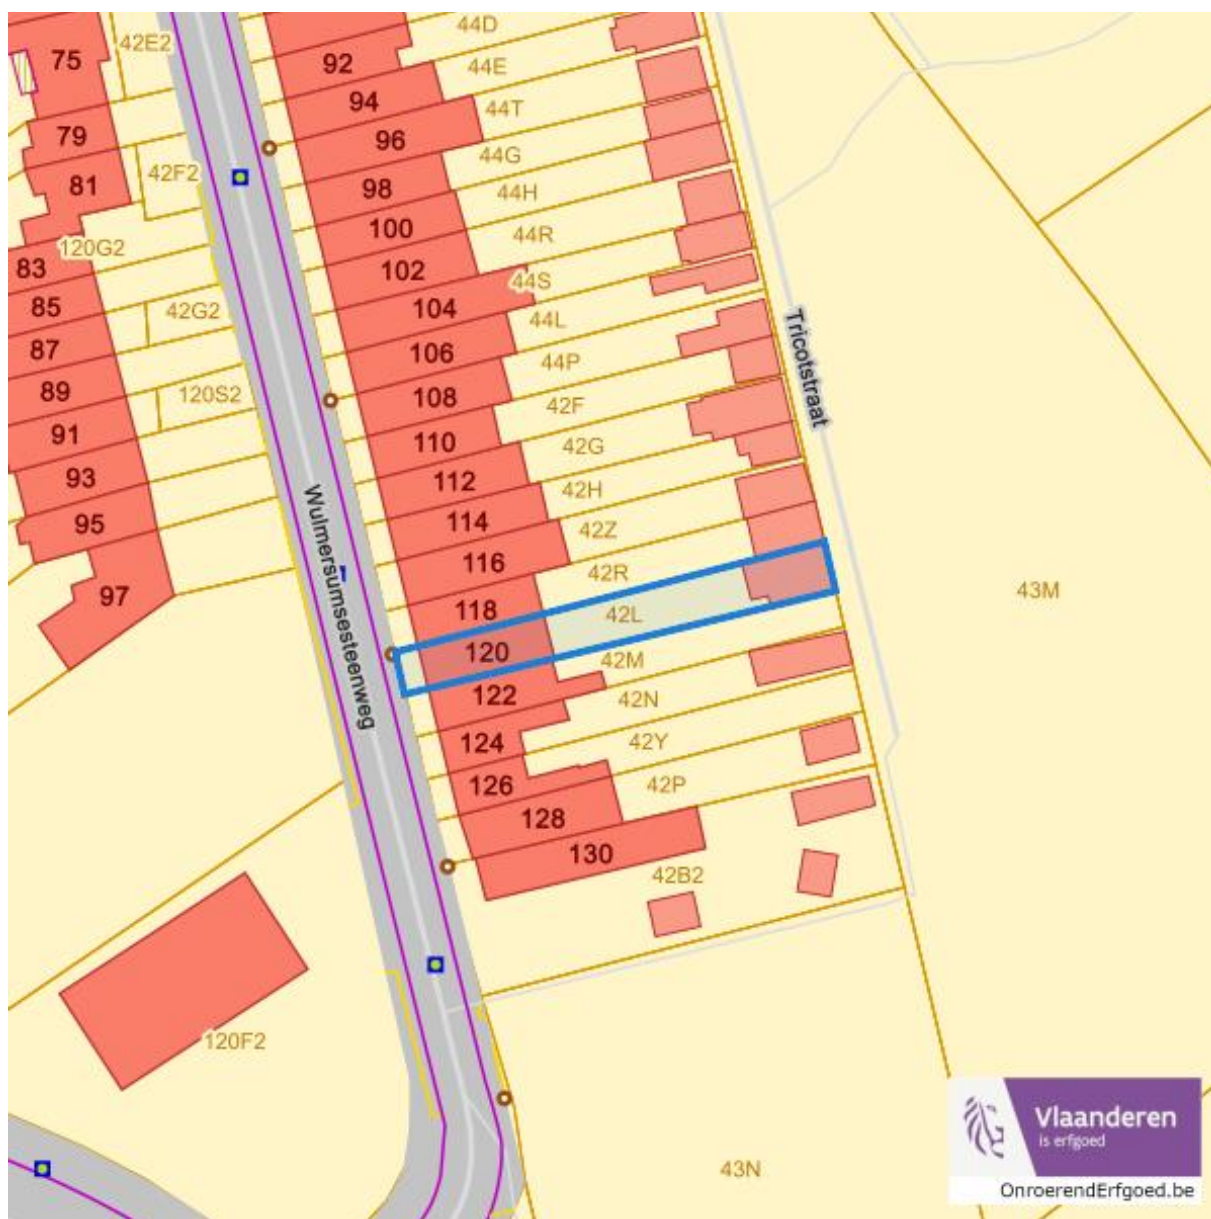 44D
42E2
75
92
44E
94
44T
79
96
44G
42F2
81
98
44H
100
44R
120G2
83
102
44S
85
42G2
104
44L
87
106
44P
Tricotstraat
89
120S2
108
42F
91
110
42G
93
112
42H
95
114
42Z
116
42R
97
118
42L
43M
120
42M
Wulmersumsesteenweg
122
42N
124
42Y
126
42P
128
130
42B2
120F2
43N
Vlaanderen
is erfgoed
OnroerendErfgoed.be